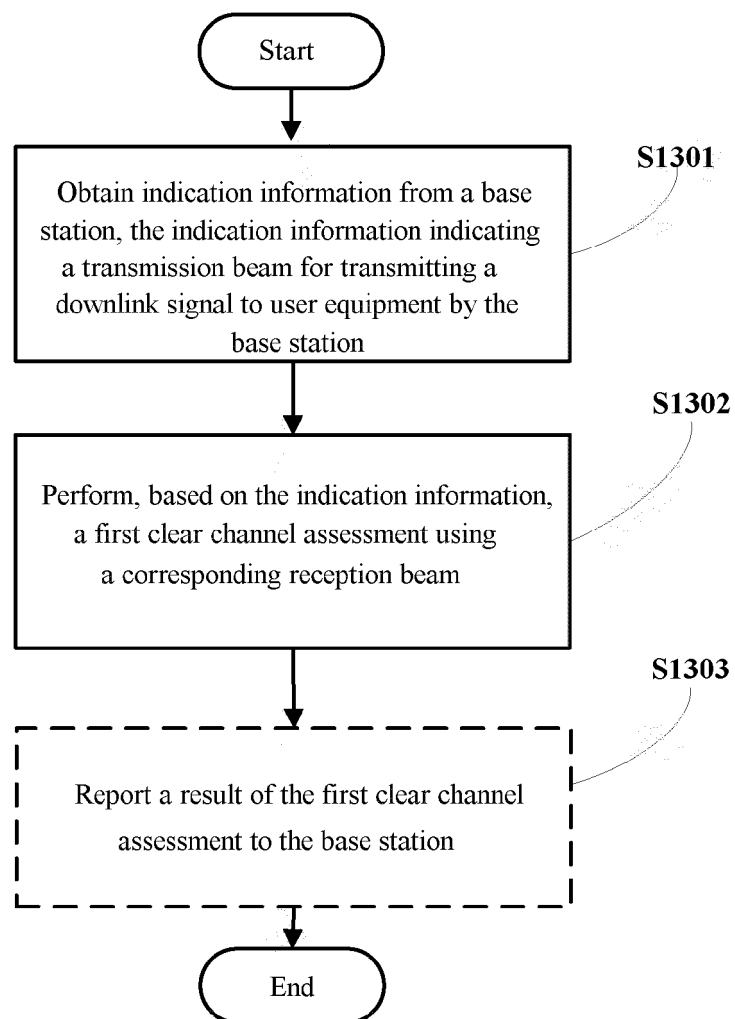 Start
S1301
Obtain indication information from a base
station, the indication information indicating
a transmission beam for transmitting a
downlink signal to user equipment by the
base station
S1302
Perform, based on the indication information,
a first clear channel assessment using
a corresponding reception beam
S1303
Report a result of the first clear channel
assessment to the base station
End